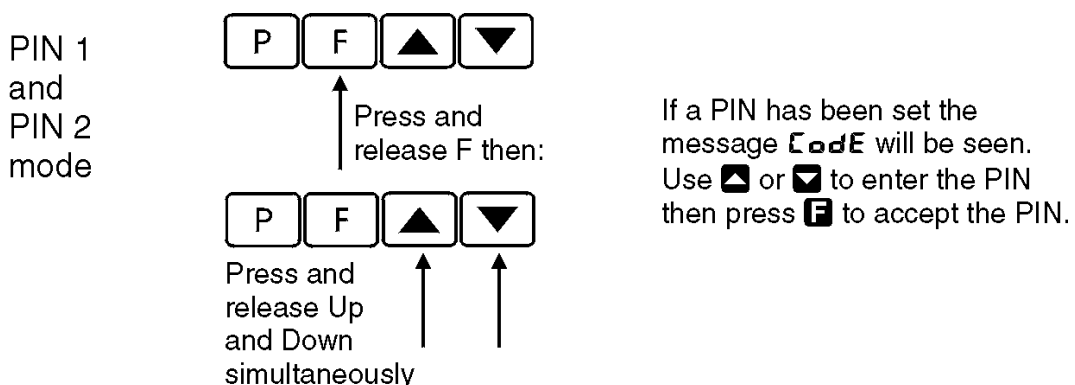 PIN 1
and
PIN 2
mode
P F ▲ ▼
Press and
release F then:
P F ▲ ▼
Press and
release Up
and Down
simultaneously
If a PIN has been set the
message CodE will be seen.
Use ▲ or ▼ to enter the PIN
then press F to accept the PIN.